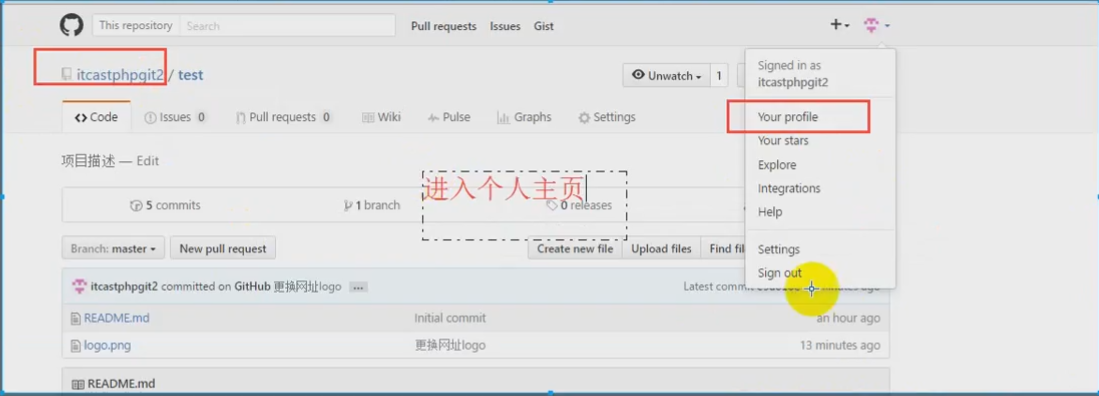 This repository Search Pull requests Issues Gist
itcastphpgit2 / test Unwatch 1
Signed in as
itcastphpgit2
Code Issues 0 Pull requests 0 Wiki Pulse Graphs Settings
Your profile
Your stars
Explore
Integrations
Help
Settings
Sign out
项目描述 — Edit
进入个人主页
5 commits 1 branch 0 releases
Branch: master New pull request Create new file Upload files Find
itcastphpgit2 committed on GitHub 更换网址logo ... Latest commit ago
README.md Initial commit an hour ago
logo.png 更换网址logo 13 minutes ago
README.md